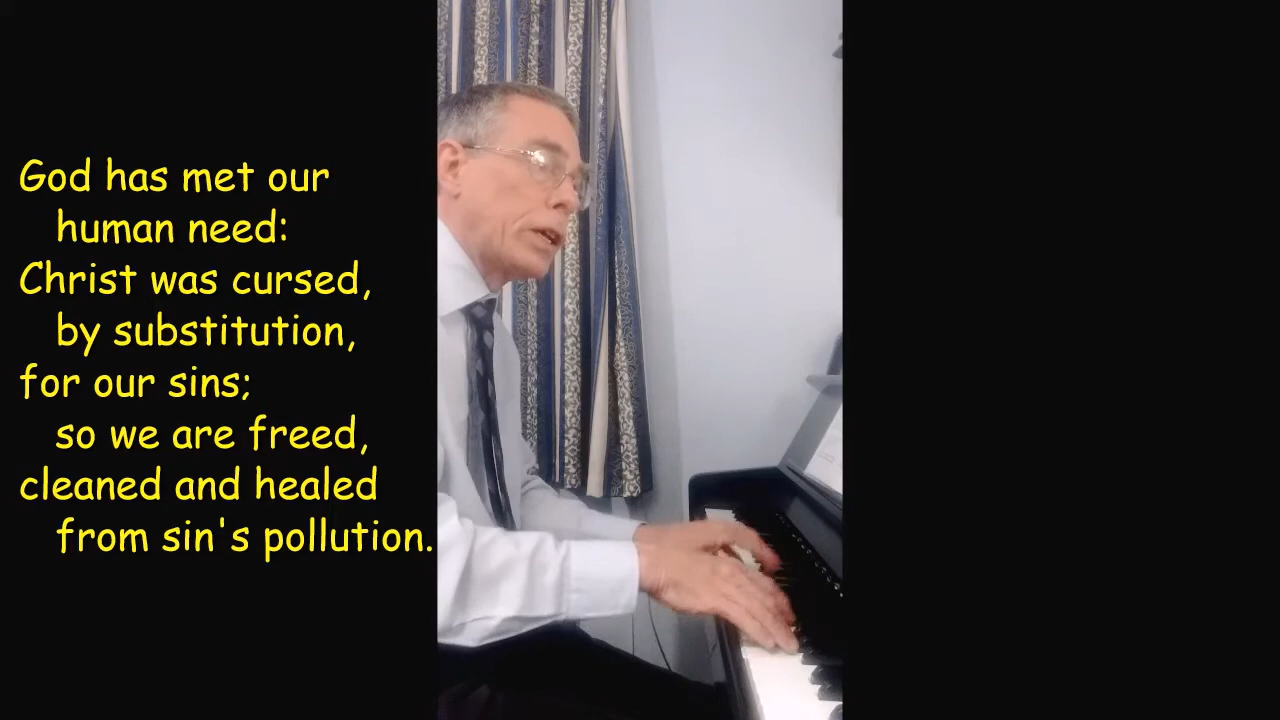 God has met our
human need:
Christ was cursed,
by substitution,
for our sins;
so we are freed,
cleaned and healed
from sin's pollution.